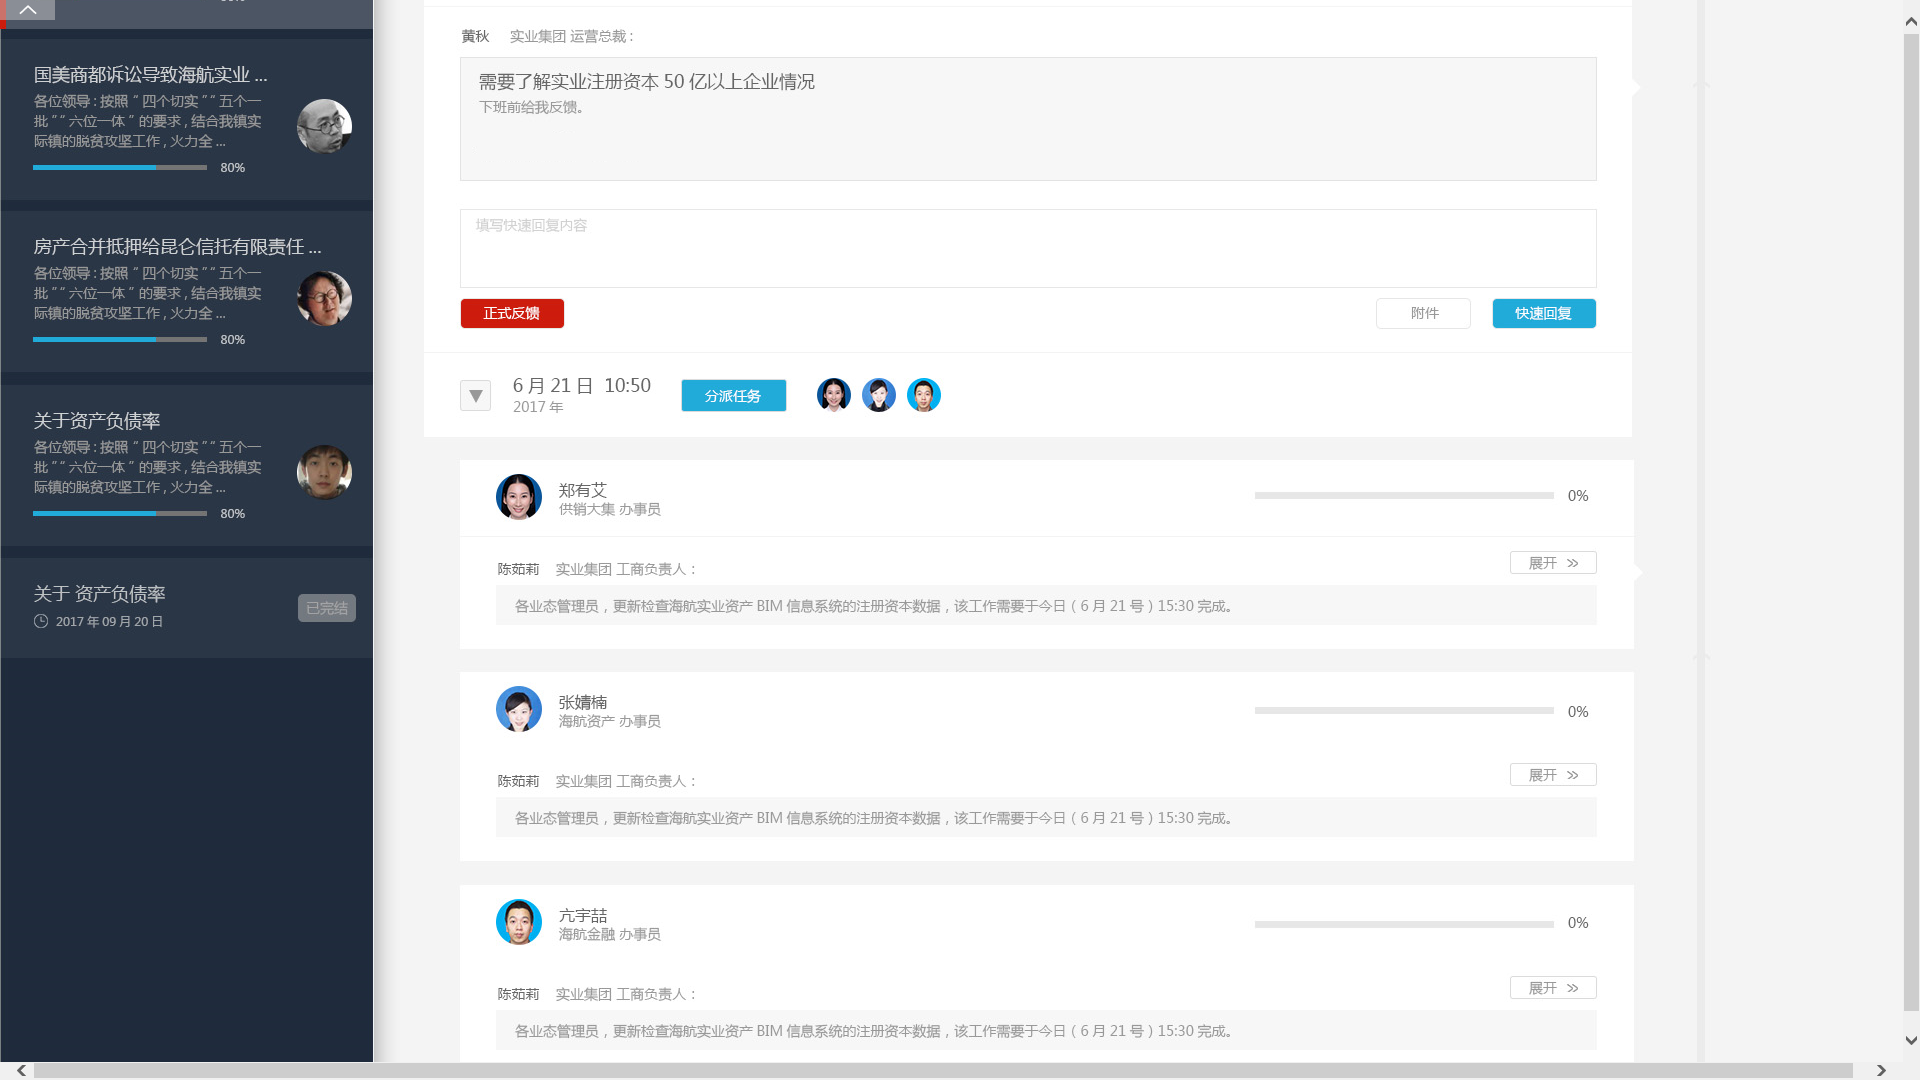 国美商都诉讼导致海航实业 ...
各位领导 : 按照 “ 四个切实 ” “ 五个一
批 ” “ 六位一体 ” 的要求 , 结合我镇实
际镇的脱贫攻坚工作 , 火力全 ...
80%
房产合并抵押给昆仑信托有限责任 ...
各位领导 : 按照 “ 四个切实 ” “ 五个一
批 ” “ 六位一体 ” 的要求 , 结合我镇实
际镇的脱贫攻坚工作 , 火力全 ...
80%
关于资产负债率
各位领导 : 按照 “ 四个切实 ” “ 五个一
批 ” “ 六位一体 ” 的要求 , 结合我镇实
际镇的脱贫攻坚工作 , 火力全 ...
80%
关于 资产负债率
2017 年 09 月 20 日
已完结
黄秋 实业集团 运营总裁 :
需要了解实业注册资本 50 亿以上企业情况
下班前给我反馈。
填写快速回复内容
正式反馈 附件 快速回复
6 月 21 日 10:50
2017 年
分派任务
郑有艾
供销大集 办事员
0%
陈茹莉 实业集团 工商负责人：
展开
各业态管理员，更新检查海航实业资产 BIM 信息系统的注册资本数据，该工作需要于今日（ 6 月 21 号 ）15:30 完成。
张婧楠
海航资产 办事员
0%
陈茹莉 实业集团 工商负责人：
展开
各业态管理员，更新检查海航实业资产 BIM 信息系统的注册资本数据，该工作需要于今日（ 6 月 21 号 ）15:30 完成。
亢宇喆
海航金融 办事员
0%
陈茹莉 实业集团 工商负责人：
展开
各业态管理员，更新检查海航实业资产 BIM 信息系统的注册资本数据，该工作需要于今日（ 6 月 21 号 ）15:30 完成。